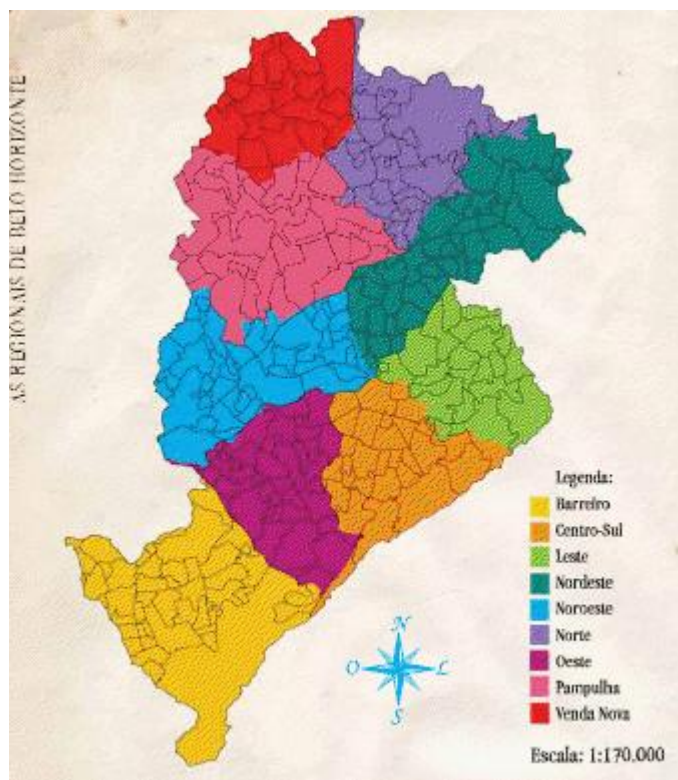 AS REGIONAIS DE BELO HORIZONTE
Legenda:
Barreiro
Centro-Sul
Leste
Nordeste
Noroeste
Norte
Oeste
Pampulha
Venda Nova
N
O
L
S
Escala: 1:170.000